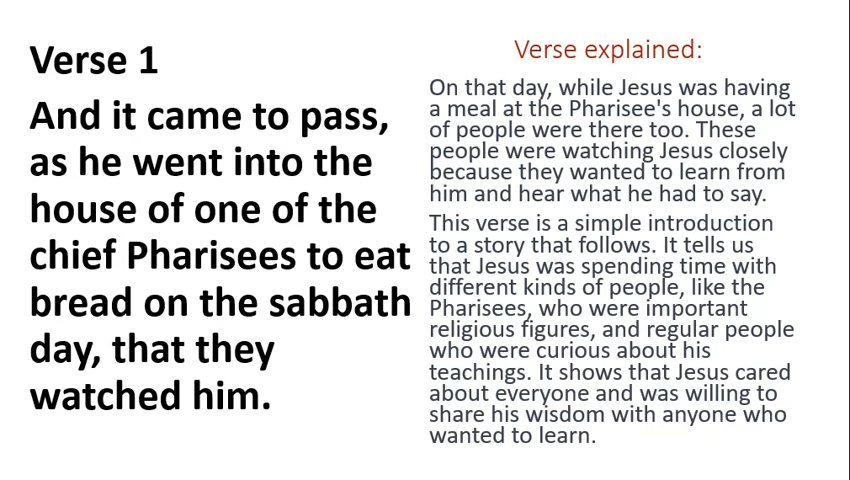 Verse 1
And it came to pass,
as he went into the
house of one of the
chief Pharisees to eat
bread on the sabbath
day, that they
watched him.
Verse explained:
On that day, while Jesus was having
a meal at the Pharisee's house, a lot
of people were there too. These
people were watching Jesus closely
because they wanted to learn from
him and hear what he had to say.
This verse is a simple introduction
to a story that follows. It tells us
that Jesus was spending time with
different kinds of people, like the
Pharisees, who were important
religious figures, and regular people
who were curious about his
teachings. It shows that Jesus cared
about everyone and was willing to
share his wisdom with anyone who
wanted to learn.